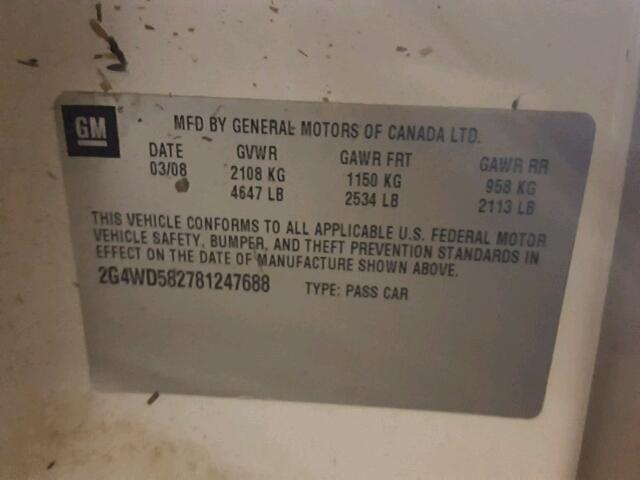 GM
MFD BY GENERAL MOTORS OF CANADA LTD.
DATE GVWR GAWR FRT GAWR RR
03/08 2108 KG 1150 KG 958 KG
4647 LB 2534 LB 2113 LB
THIS VEHICLE CONFORMS TO ALL APPLICABLE U.S. FEDERAL MOTOR
VEHICLE SAFETY, BUMPER, AND THEFT PREVENTION STANDARDS IN
EFFECT ON THE DATE OF MANUFACTURE SHOWN ABOVE.
2G4WD582781247688 TYPE: PASS CAR